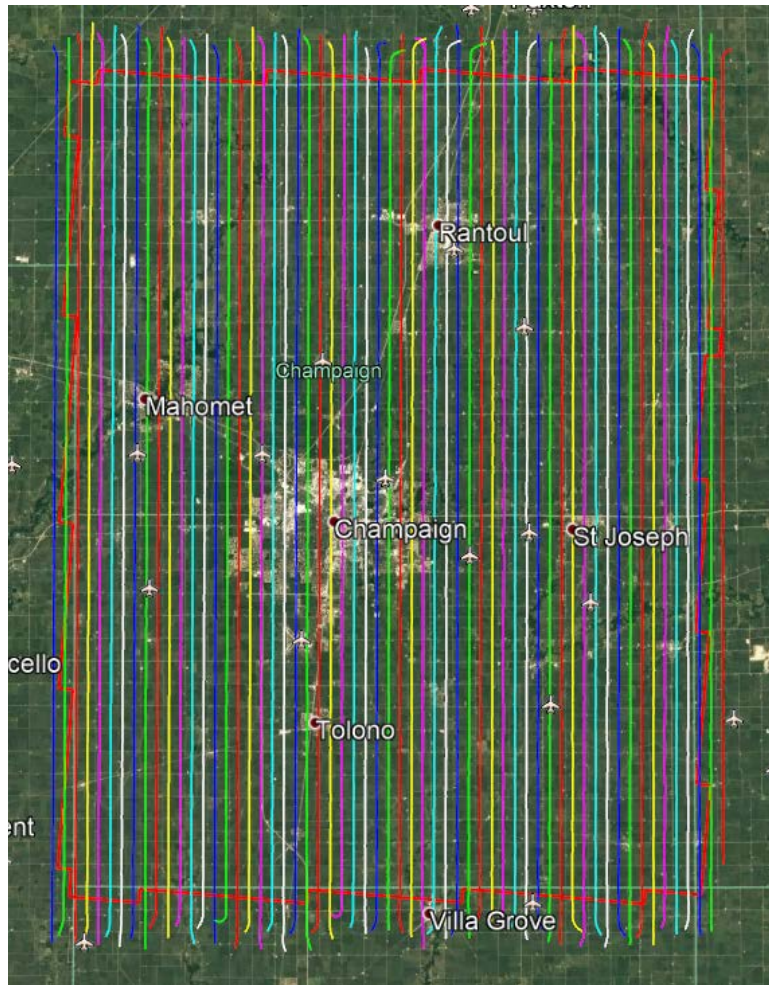 Rantoul
Champaign
Mahomet
Champaign
St Joseph
cello
Tolono
ent
Villa Grove